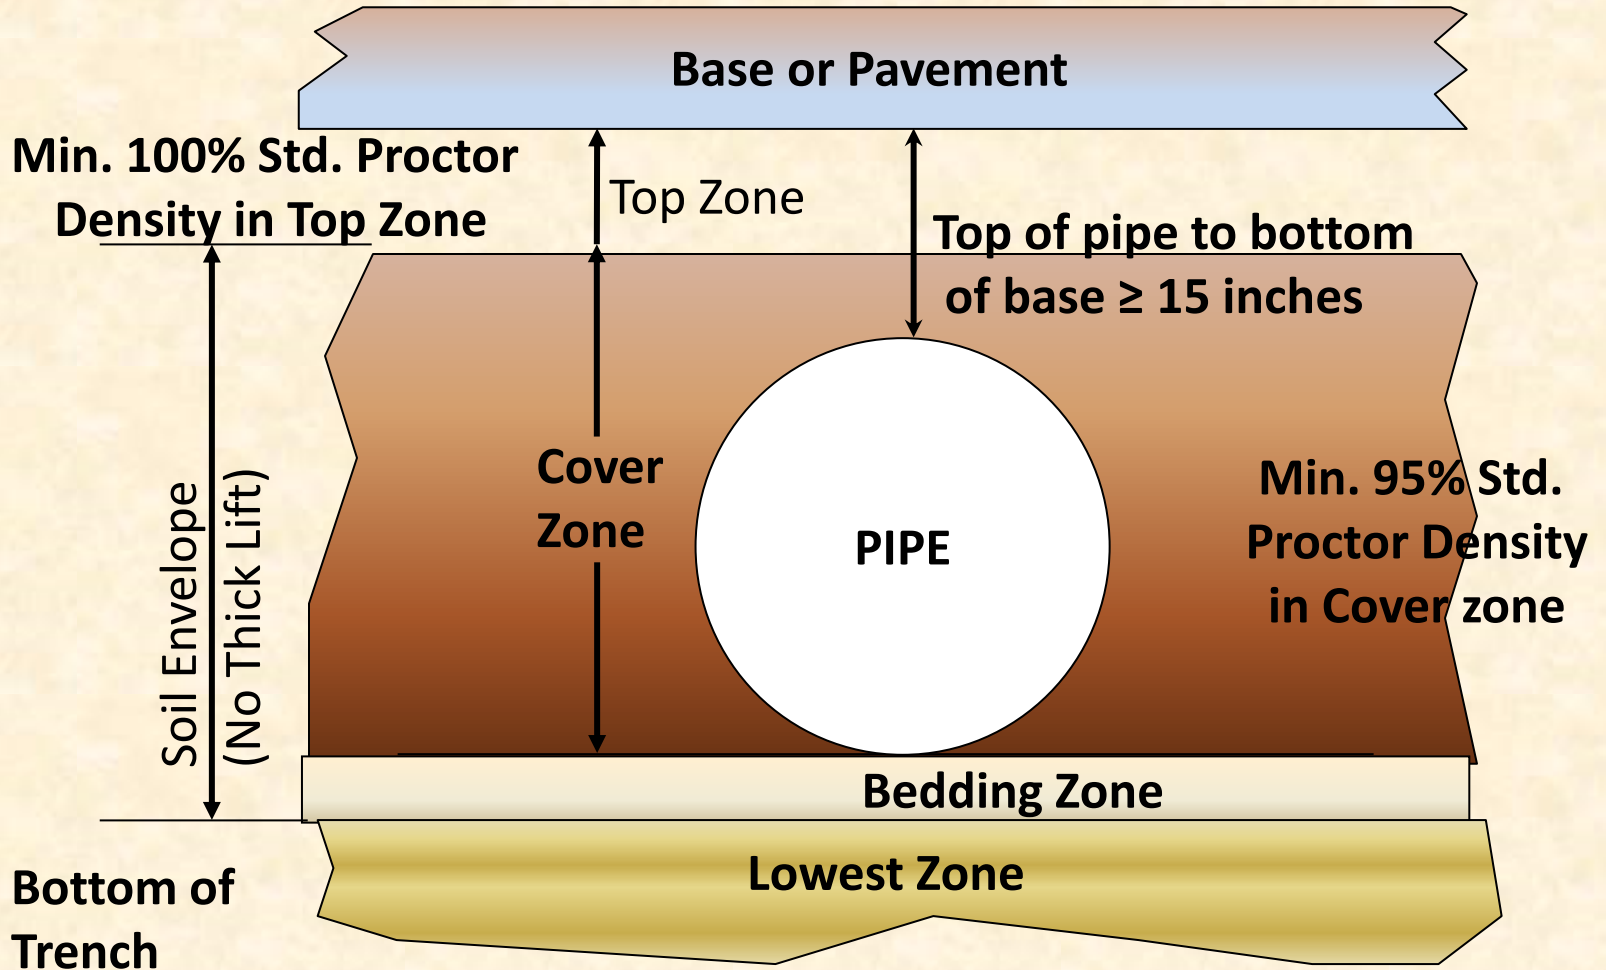 Base or Pavement
Min. 100% Std. Proctor
Density in Top Zone
Top Zone
Top of pipe to bottom
of base ≥ 15 inches
Soil Envelope
(No Thick Lift)
Cover
Zone
PIPE
Min. 95% Std.
Proctor Density
in Cover zone
Bedding Zone
Lowest Zone
Bottom of
Trench